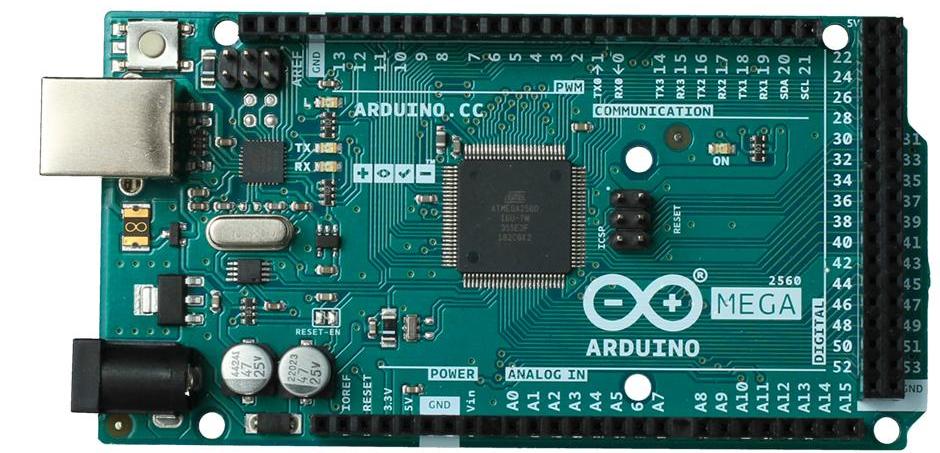 5V
AREF
GND
13
12
11
10
9
8
7
6
5
4
3
2
TX0→1
RX0←0
TX3 14
RX3 15
TX2 16
RX2 17
TX1 18
RX1 19
SDA 20
SCL 21
PWM
COMMUNICATION
L
ARDUINO.CC
TX
RX
ON
ICSP
RESET
22
24
26
28
30
32
34
36
38
40
42
44
46
48
50
52
31
33
35
37
39
41
43
45
47
49
51
53
GND
ATMEL
ATMEGA2560
16U-TW
2560
MEGA
®
ARDUINO
DIGITAL
RESET-EN
47
25V
22023
47
25V
POWER
ANALOG IN
IOREF
RESET
3.3V
5V
GND
Vin
A0
A1
A2
A3
A4
A5
A7
A8
A9
A10
A11
A12
A13
A14
A15